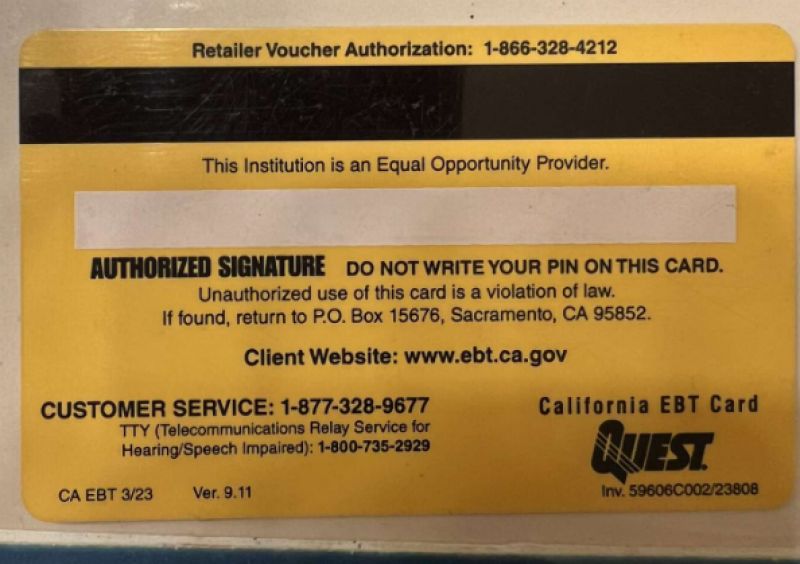 Retailer Voucher Authorization: 1-866-328-4212
This Institution is an Equal Opportunity Provider.
AUTHORIZED SIGNATURE DO NOT WRITE YOUR PIN ON THIS CARD.
Unauthorized use of this card is a violation of law.
If found, return to P.O. Box 15676, Sacramento, CA 95852.
Client Website: www.ebt.ca.gov
CUSTOMER SERVICE: 1-877-328-9677
TTY (Telecommunications Relay Service for
Hearing/Speech Impaired): 1-800-735-2929
California EBT Card
QUEST.
CA EBT 3/23 Ver. 9.11
Inv. 59606C002/23808